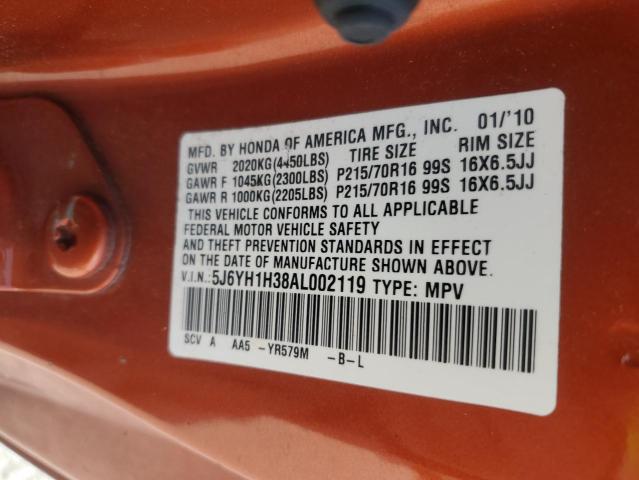 MFD. BY HONDA OF AMERICA MFG., INC. 01/'10
GVWR 2020KG(4450LBS) TIRE SIZE RIM SIZE
GAWR F 1045KG(2300LBS) P215/70R16 99S 16X6.5JJ
GAWR R 1000KG(2205LBS) P215/70R16 99S 16X6.5JJ
THIS VEHICLE CONFORMS TO ALL APPLICABLE
FEDERAL MOTOR VEHICLE SAFETY
AND THEFT PREVENTION STANDARDS IN EFFECT
ON THE DATE OF MANUFACTURE SHOWN ABOVE.
V.I.N.:5J6YH1H38AL002119 TYPE: MPV
SCV A AA5 -YR579M -B-L